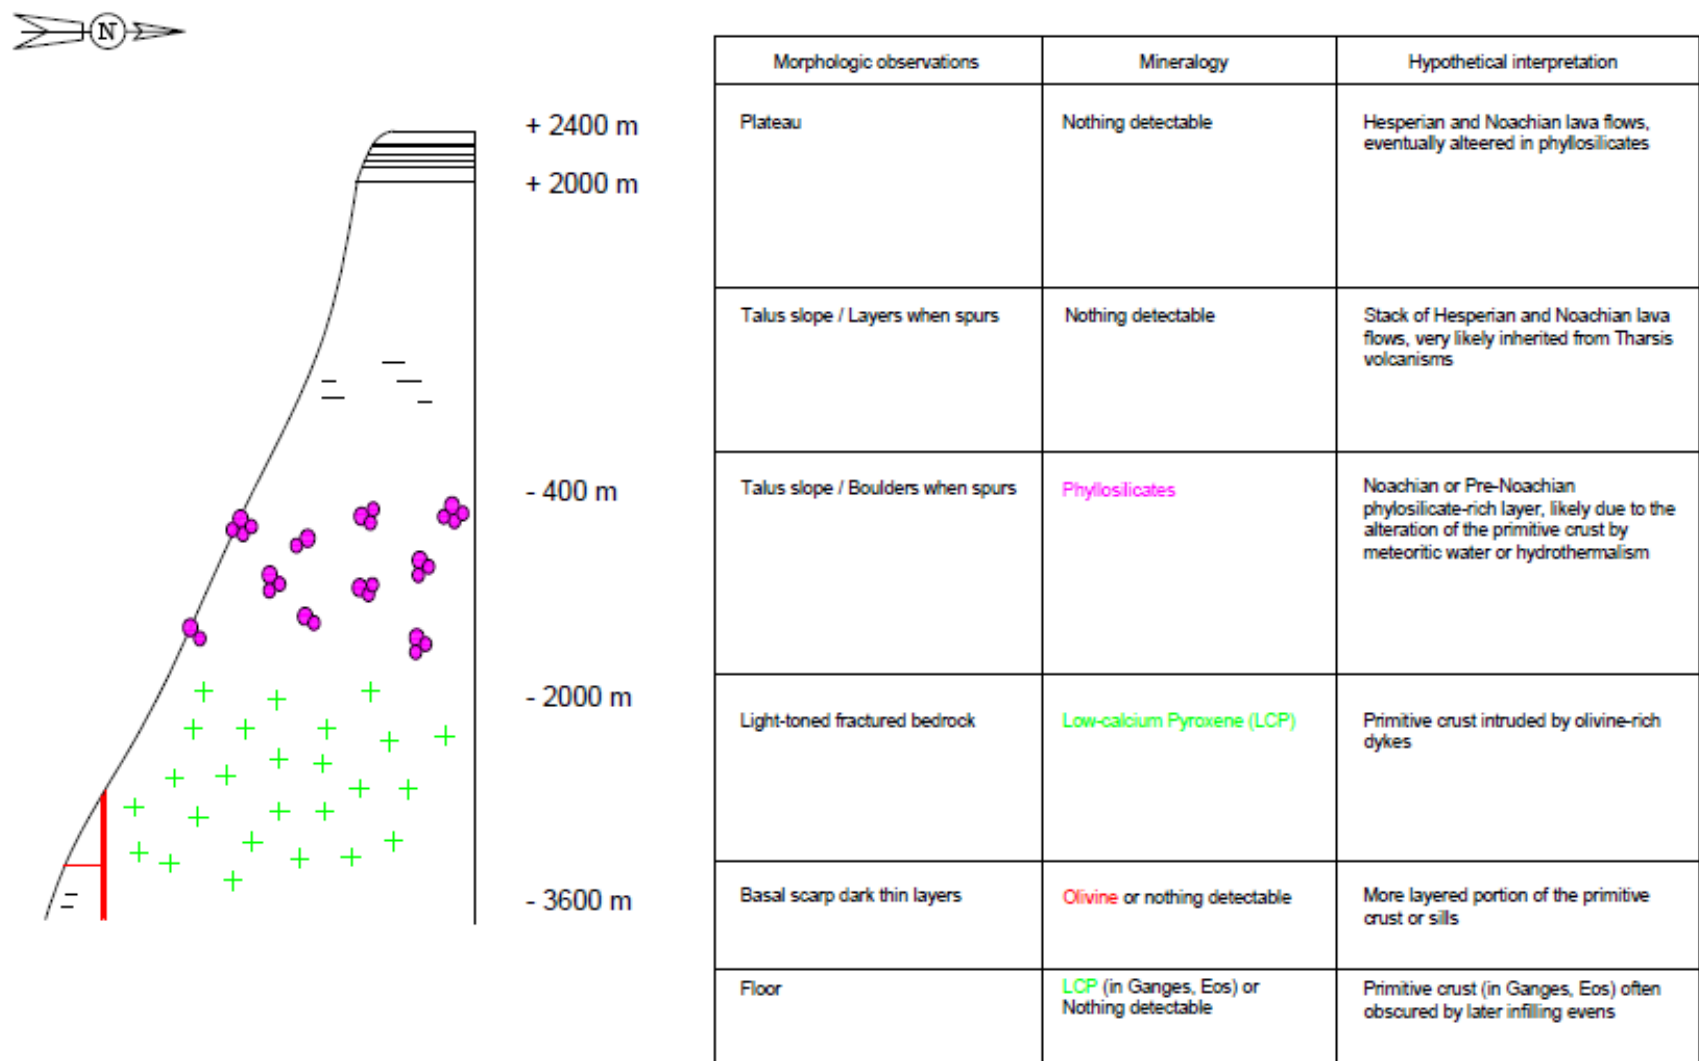 N
+ 2400 m
+ 2000 m
- 400 m
- 2000 m
- 3600 m
Morphologic observations Mineralogy Hypothetical interpretation
Plateau Nothing detectable Hesperian and Noachian lava flows,
eventually alteered in phyllosilicates
Talus slope / Layers when spurs Nothing detectable Stack of Hesperian and Noachian lava
flows, very likely inherited from Tharsis
volcanisms
Talus slope / Boulders when spurs Phyllosilicates Noachian or Pre-Noachian
phylosilicate-rich layer, likely due to the
alteration of the primitive crust by
meteoritic water or hydrothermalism
Light-toned fractured bedrock Low-calcium Pyroxene (LCP) Primitive crust intruded by olivine-rich
dykes
Basal scarp dark thin layers Olivine or nothing detectable More layered portion of the primitive
crust or sills
Floor LCP (in Ganges, Eos) or Primitive crust (in Ganges, Eos) often
Nothing detectable obscured by later infilling evens